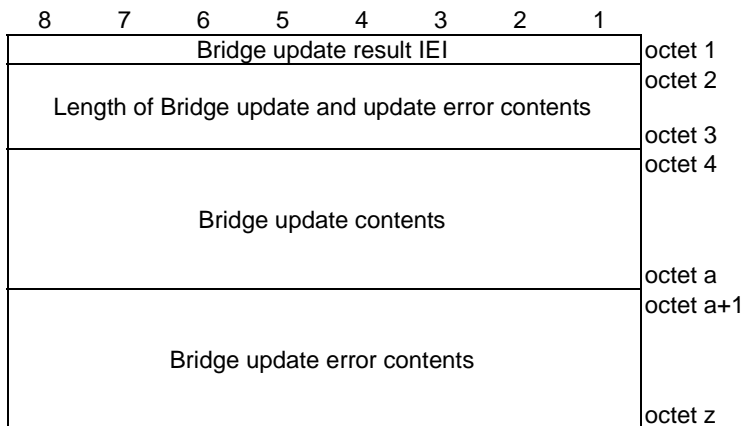 8 7 6 5 4 3 2 1
Bridge update result IEI octet 1
octet 2
Length of Bridge update and update error contents
octet 3
octet 4
Bridge update contents
octet a
octet a+1
Bridge update error contents
octet z